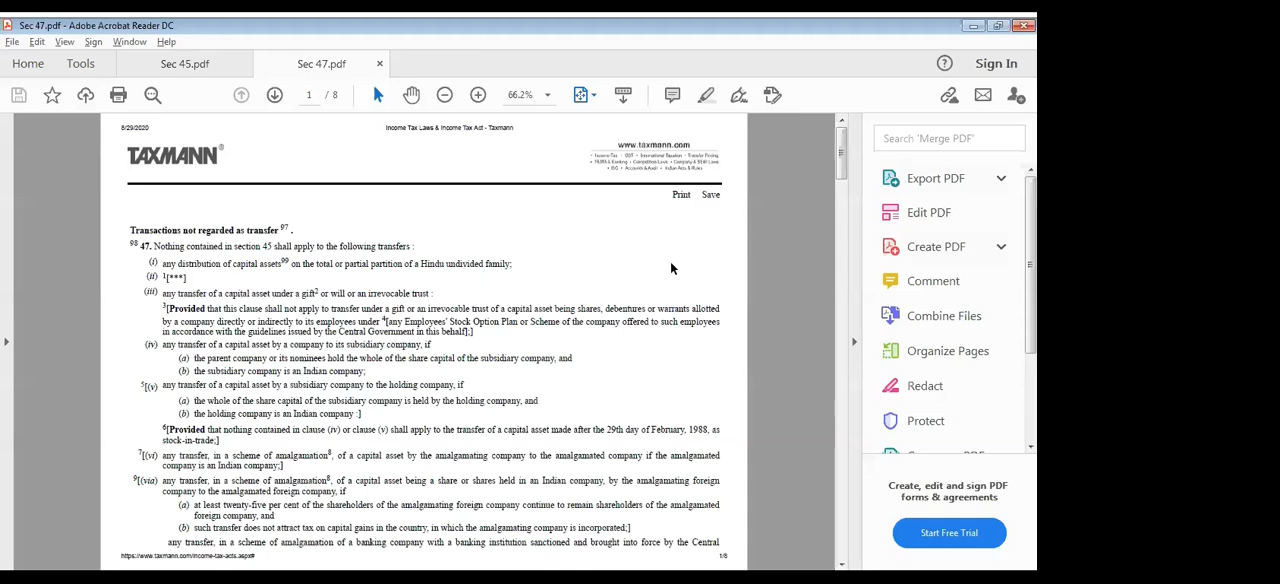 Sec 47.pdf - Adobe Acrobat Reader DC
File Edit View Sign Window Help
Home Tools Sec 45.pdf Sec 47.pdf × Sign In
1 / 8 66.2%
8/29/2020 Income Tax Laws & Income Tax Act - Taxmann
TAXMANN®
www.taxmann.com
Print Save
Transactions not regarded as transfer 97 .
98 47. Nothing contained in section 45 shall apply to the following transfers :
(i) any distribution of capital assets99 on the total or partial partition of a Hindu undivided family;
(ii) 1[***]
(iii) any transfer of a capital asset under a gift2 or will or an irrevocable trust :
3[Provided that this clause shall not apply to transfer under a gift or an irrevocable trust of a capital asset being shares, debentures or warrants allotted
by a company directly or indirectly to its employees under 4[any Employees' Stock Option Plan or Scheme of the company offered to such employees
in accordance with the guidelines issued by the Central Government in this behalf];]
(iv) any transfer of a capital asset by a company to its subsidiary company, if
(a) the parent company or its nominees hold the whole of the share capital of the subsidiary company, and
(b) the subsidiary company is an Indian company;
5[(v) any transfer of a capital asset by a subsidiary company to the holding company, if
(a) the whole of the share capital of the subsidiary company is held by the holding company, and
(b) the holding company is an Indian company :]
6[Provided that nothing contained in clause (iv) or clause (v) shall apply to the transfer of a capital asset made after the 29th day of February, 1988, as
stock-in-trade;]
7[(vi) any transfer, in a scheme of amalgamation8, of a capital asset by the amalgamating company to the amalgamated company if the amalgamated
company is an Indian company;]
9[(via) any transfer, in a scheme of amalgamation8, of a capital asset being a share or shares held in an Indian company, by the amalgamating foreign
company to the amalgamated foreign company, if
(a) at least twenty-five per cent of the shareholders of the amalgamating foreign company continue to remain shareholders of the amalgamated
foreign company, and
(b) such transfer does not attract tax on capital gains in the country, in which the amalgamating company is incorporated;]
any transfer, in a scheme of amalgamation of a banking company with a banking institution sanctioned and brought into force by the Central
https://www.taxmann.com/income-tax-acts.aspx# 1/8
Search 'Merge PDF'
Export PDF
Edit PDF
Create PDF
Comment
Combine Files
Organize Pages
Redact
Protect
Create, edit and sign PDF
forms & agreements
Start Free Trial